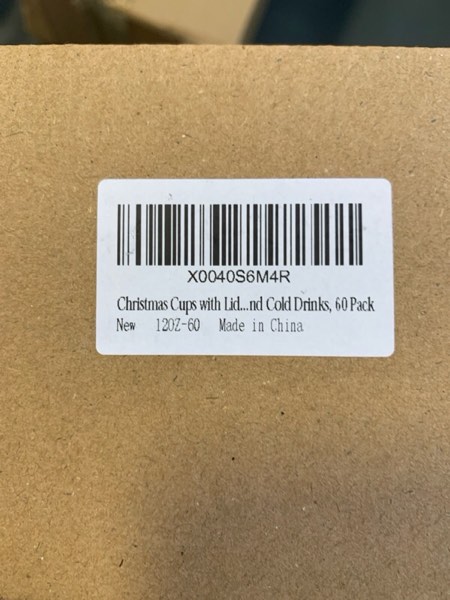 X0040S6M4R
Christmas Cups with Lid...nd Cold Drinks, 60 Pack
New 12OZ-60 Made in China